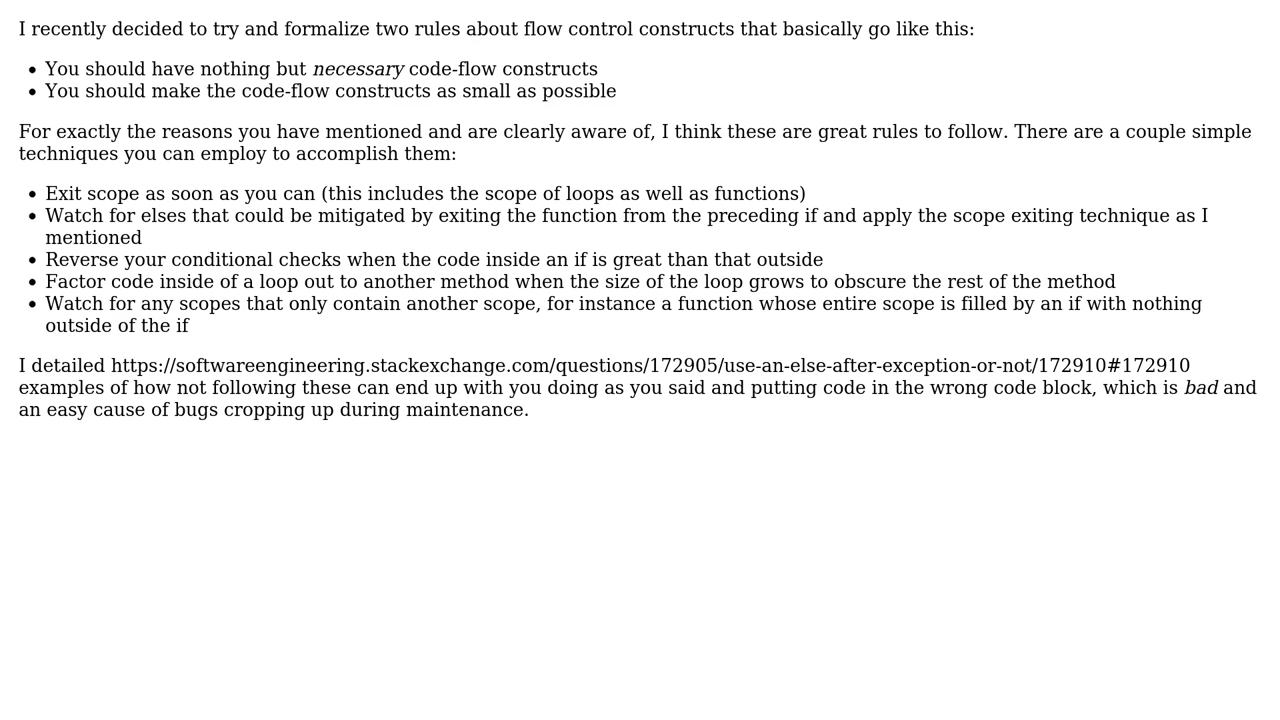 I recently decided to try and formalize two rules about flow control constructs that basically go like this:
• You should have nothing but necessary code-flow constructs
• You should make the code-flow constructs as small as possible
For exactly the reasons you have mentioned and are clearly aware of, I think these are great rules to follow. There are a couple simple
techniques you can employ to accomplish them:
• Exit scope as soon as you can (this includes the scope of loops as well as functions)
• Watch for elses that could be mitigated by exiting the function from the preceding if and apply the scope exiting technique as I
mentioned
• Reverse your conditional checks when the code inside an if is great than that outside
• Factor code inside of a loop out to another method when the size of the loop grows to obscure the rest of the method
• Watch for any scopes that only contain another scope, for instance a function whose entire scope is filled by an if with nothing
outside of the if
I detailed https://softwareengineering.stackexchange.com/questions/172905/use-an-else-after-exception-or-not/172910#172910
examples of how not following these can end up with you doing as you said and putting code in the wrong code block, which is bad and
an easy cause of bugs cropping up during maintenance.